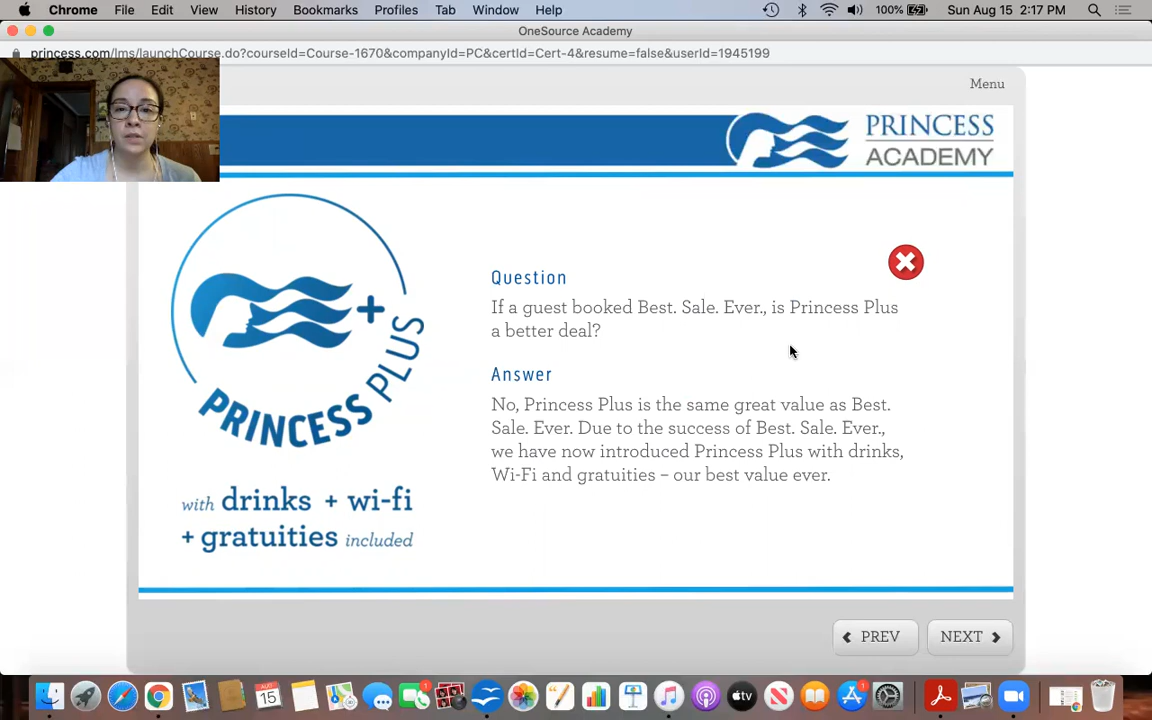 Chrome File Edit View History Bookmarks Profiles Tab Window Help 100% Sun Aug 15 2:17 PM
OneSource Academy
princess.com/lms/launchCourse.do?courseId=Course-1670&companyId=PC&certId=Cert-4&resume=false&userId=1945199
Menu
PRINCESS
ACADEMY
Question
If a guest booked Best. Sale. Ever., is Princess Plus
a better deal?
Answer
No, Princess Plus is the same great value as Best.
Sale. Ever. Due to the success of Best. Sale. Ever.,
we have now introduced Princess Plus with drinks,
Wi-Fi and gratuities – our best value ever.
PRINCESS PLUS
with drinks + wi-fi
+ gratuities included
PREV NEXT
AUG
15
1
tv